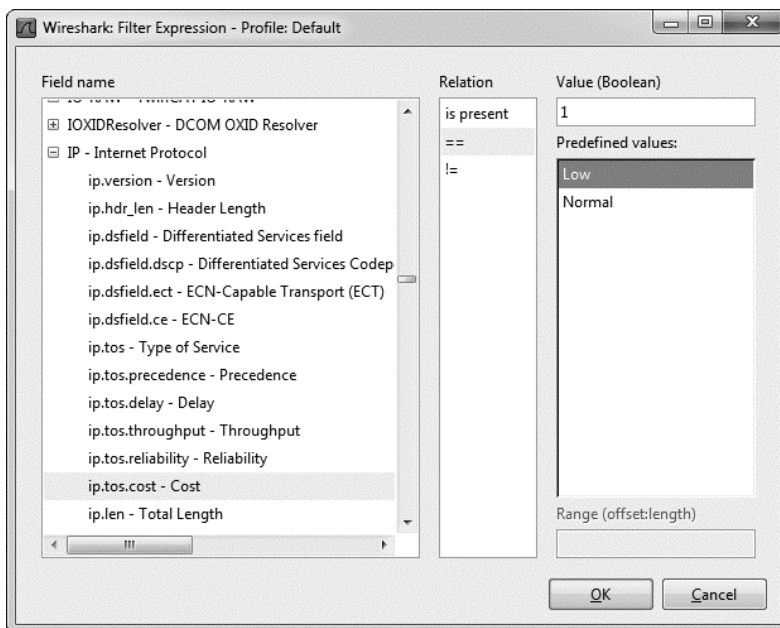 Wireshark: Filter Expression - Profile: Default
Field name
IOXIDResolver - DCOM OXID Resolver
IP - Internet Protocol
ip.version - Version
ip.hdr_len - Header Length
ip.dsfield - Differentiated Services field
ip.dsfield.dscp - Differentiated Services Codep
ip.dsfield.ect - ECN-Capable Transport (ECT)
ip.dsfield.ce - ECN-CE
ip.tos - Type of Service
ip.tos.precedence - Precedence
ip.tos.delay - Delay
ip.tos.throughput - Throughput
ip.tos.reliability - Reliability
ip.tos.cost - Cost
ip.len - Total Length
Relation
is present
==
!=
Value (Boolean)
1
Predefined values:
Low
Normal
Range (offset:length)
OK
Cancel